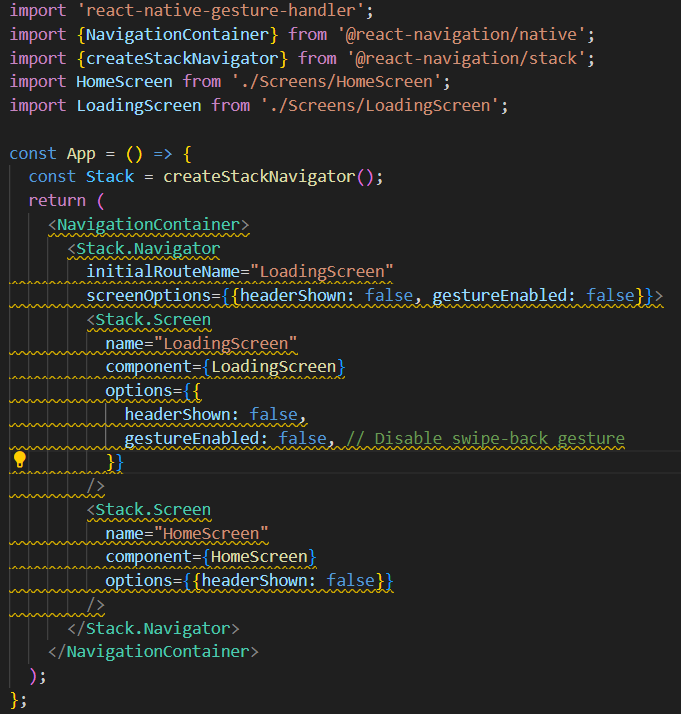 import 'react-native-gesture-handler';
import {NavigationContainer} from '@react-navigation/native';
import {createStackNavigator} from '@react-navigation/stack';
import HomeScreen from './Screens/HomeScreen';
import LoadingScreen from './Screens/LoadingScreen';

const App = () => {
  const Stack = createStackNavigator();
  return (
    <NavigationContainer>
      <Stack.Navigator
        initialRouteName="LoadingScreen"
        screenOptions={{headerShown: false, gestureEnabled: false}}>
        <Stack.Screen
          name="LoadingScreen"
          component={LoadingScreen}
          options={{
            headerShown: false,
            gestureEnabled: false, // Disable swipe-back gesture
          }}
        />
        <Stack.Screen
          name="HomeScreen"
          component={HomeScreen}
          options={{headerShown: false}}
        />
      </Stack.Navigator>
    </NavigationContainer>
  );
};